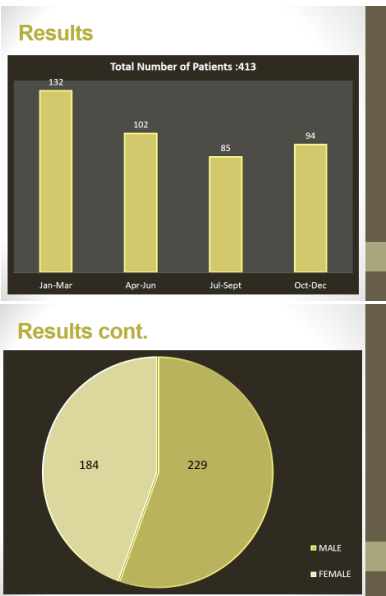 Results
Total Number of Patients :413
132
102
85
94
Jan-Mar
Apr-Jun
Jul-Sept
Oct-Dec
Results cont.
184
229
MALE
FEMALE